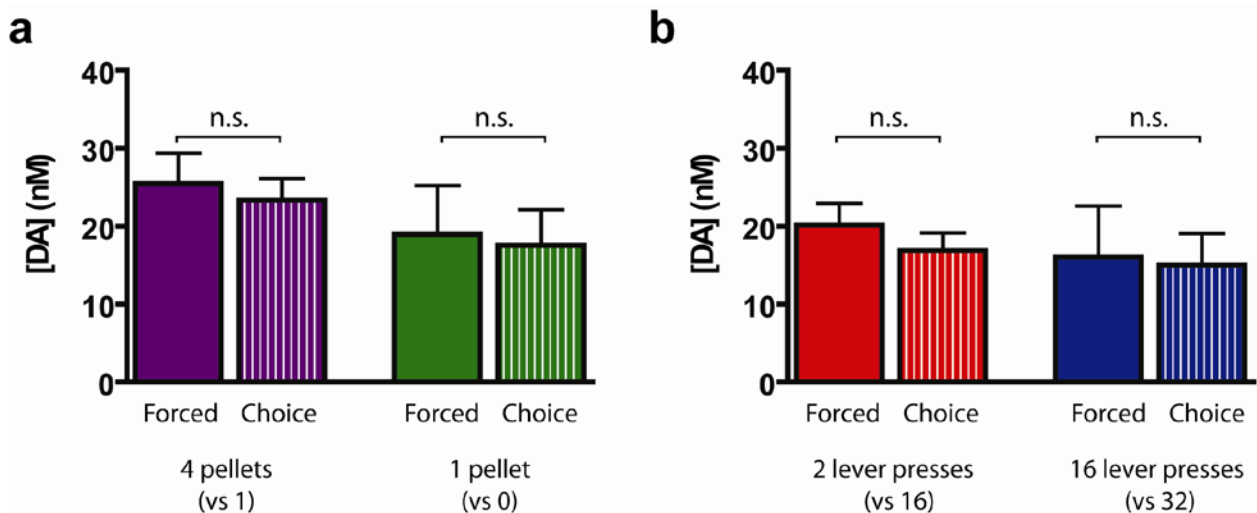 a
40
30
20
10
0
[DA] (nM)
n.s.
n.s.
Forced Choice Forced Choice
4 pellets 1 pellet
(vs 1) (vs 0)
b
40
30
20
10
0
[DA] (nM)
n.s.
n.s.
Forced Choice Forced Choice
2 lever presses 16 lever presses
(vs 16) (vs 32)